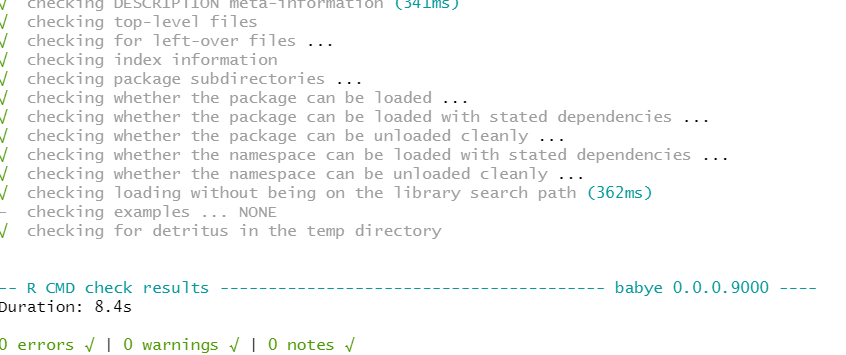 √  checking DESCRIPTION meta-information (341ms)
√  checking top-level files
√  checking for left-over files ...
√  checking index information
√  checking package subdirectories ...
√  checking whether the package can be loaded ...
√  checking whether the package can be loaded with stated dependencies ...
√  checking whether the package can be unloaded cleanly ...
√  checking whether the namespace can be loaded with stated dependencies ...
√  checking whether the namespace can be unloaded cleanly ...
√  checking loading without being on the library search path (362ms)
-  checking examples ... NONE
√  checking for detritus in the temp directory
-- R CMD check results ---------------------------------------- babye 0.0.0.9000 ----
Duration: 8.4s
0 errors √ | 0 warnings √ | 0 notes √